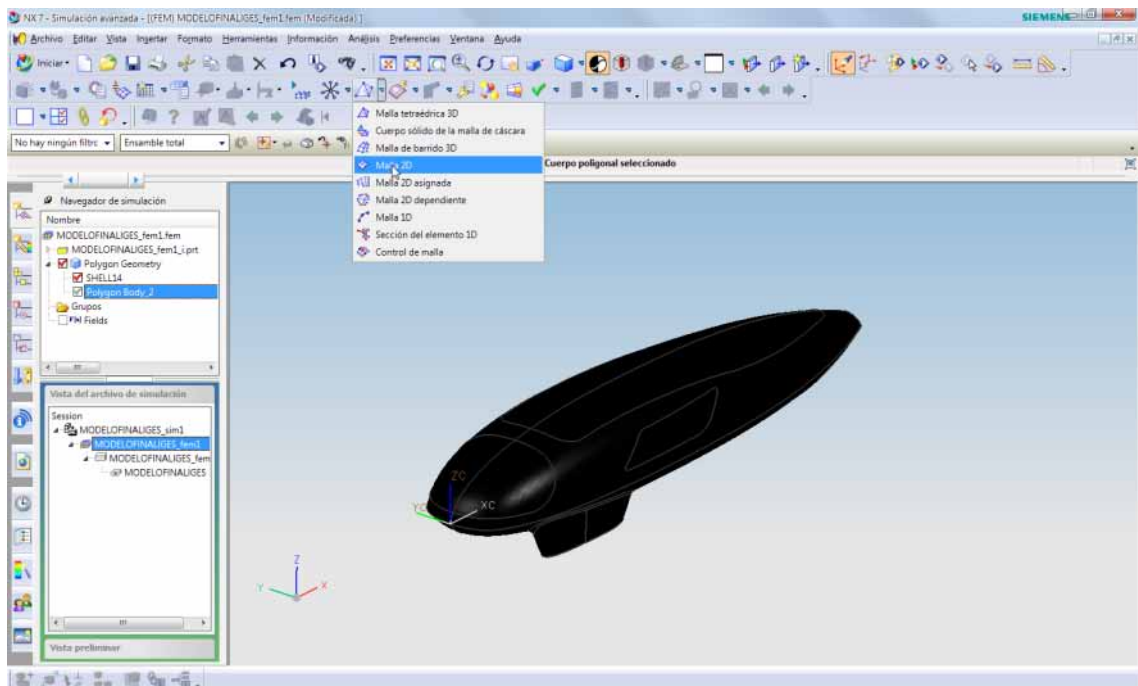 NX 7 - Simulación avanzada - [(FEM) MODELOFINALIGES_fem1.fem (Modificada) ]
SIEMENS
Archivo Editar Vista Insertar Formato Herramientas Información Análisis Preferencias Ventana Ayuda
Iniciar
Malla tetraédrica 3D
Cuerpo sólido de la malla de cáscara
Malla de barrido 3D
Malla 2D
Malla 2D asignada
Malla 2D dependiente
Malla 1D
Sección del elemento 1D
Control de malla
No hay ningún filtrc
Ensamble total
Cuerpo poligonal seleccionado
Navegador de simulación
Nombre
MODELOFINALIGES_fem1.fem
MODELOFINALIGES_fem1_i.prt
Polygon Geometry
SHELL14
Polygon Body_2
Grupos
Fields
Vista del archivo de simulación
Session
MODELOFINALIGES_sim1
MODELOFINALIGES_fem1
MODELOFINALIGES_fem
MODELOFINALIGES
Vista preliminar
ZC
YC
XC
Z
Y
X